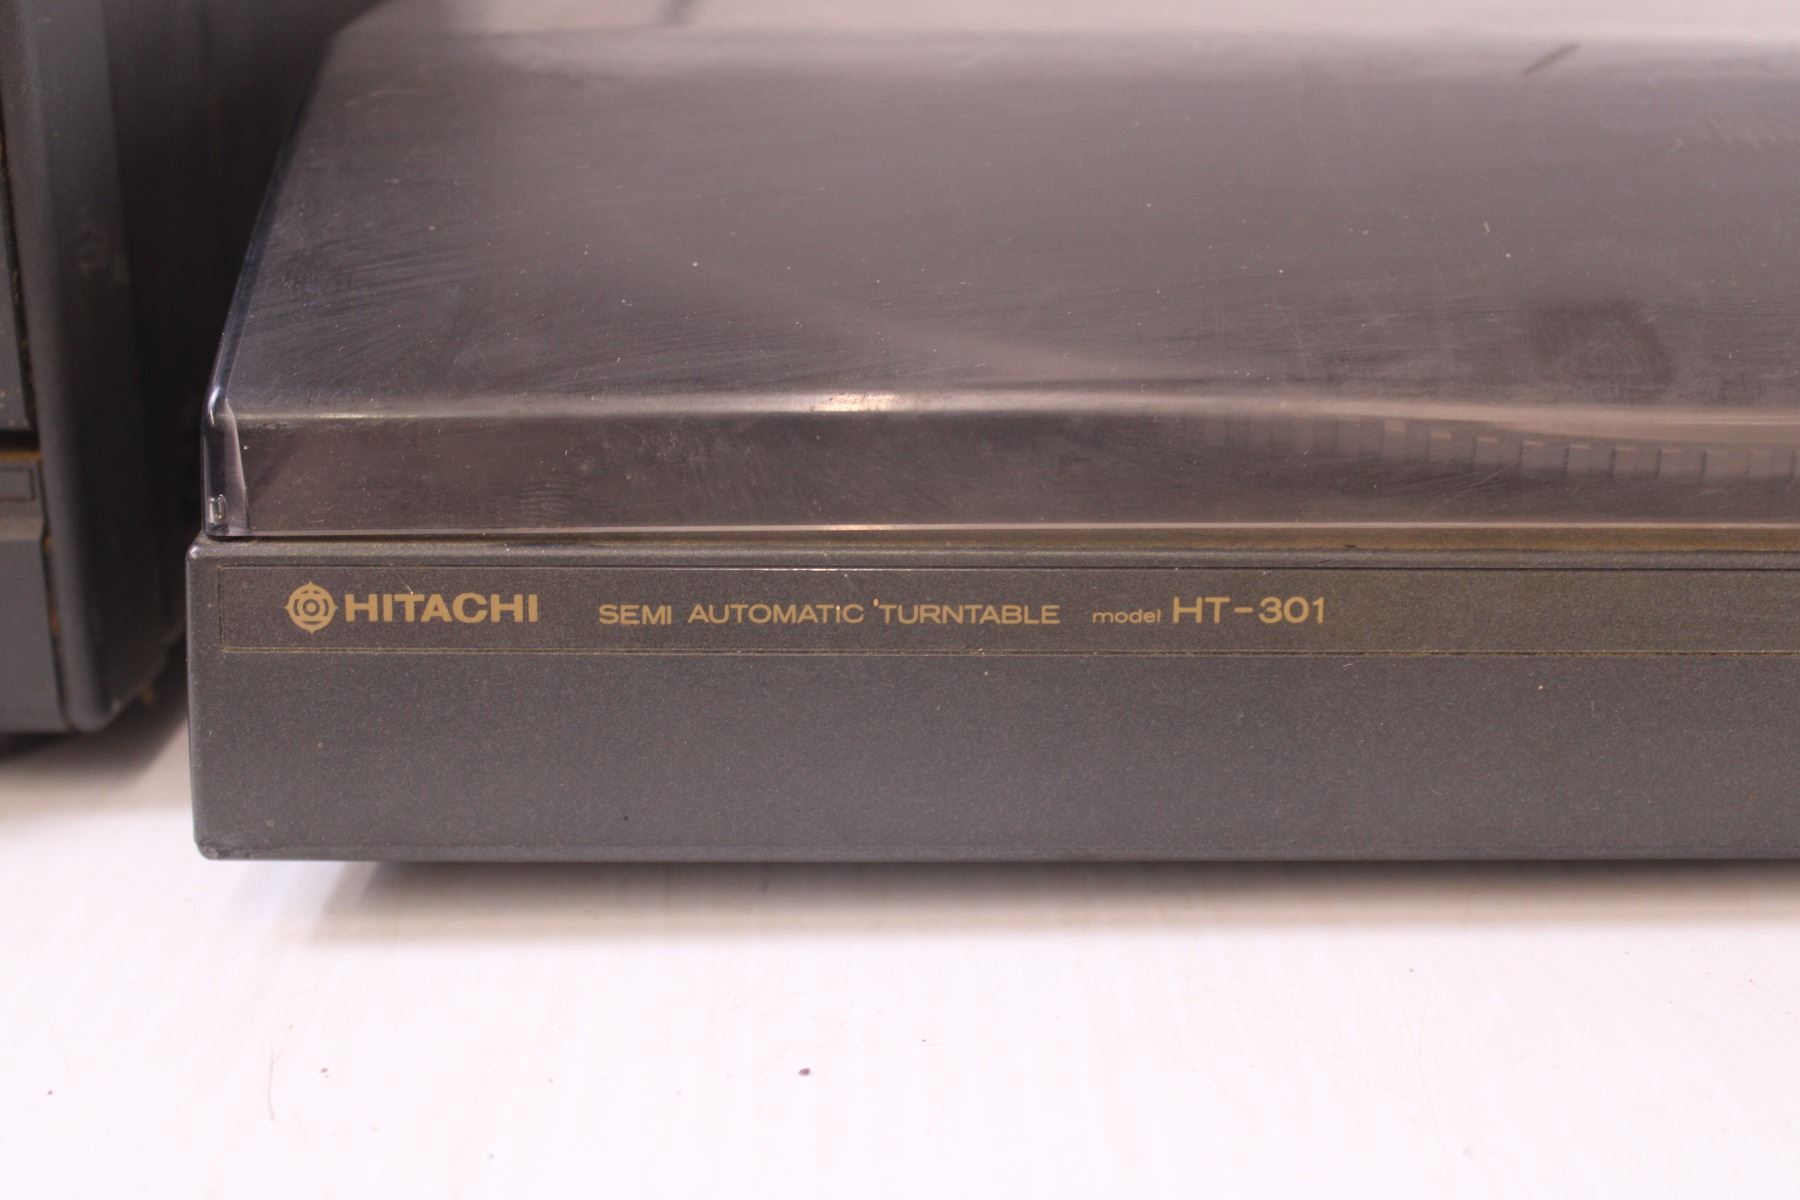 HITACHI SEMI AUTOMATIC TURNTABLE model HT-301